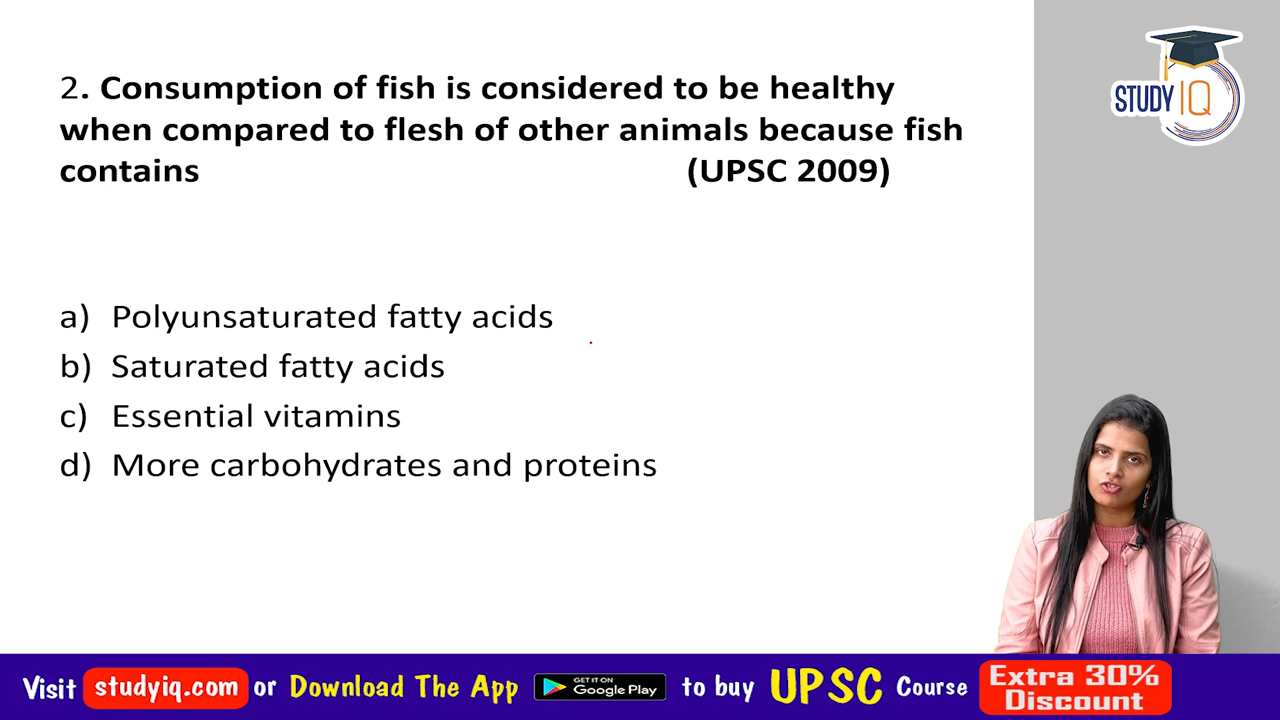 STUDY IQ
2. Consumption of fish is considered to be healthy
when compared to flesh of other animals because fish
contains (UPSC 2009)
a) Polyunsaturated fatty acids
b) Saturated fatty acids
c) Essential vitamins
d) More carbohydrates and proteins
Visit studyiq.com or Download The App GET IT ON Google Play to buy UPSC Course Extra 30% Discount